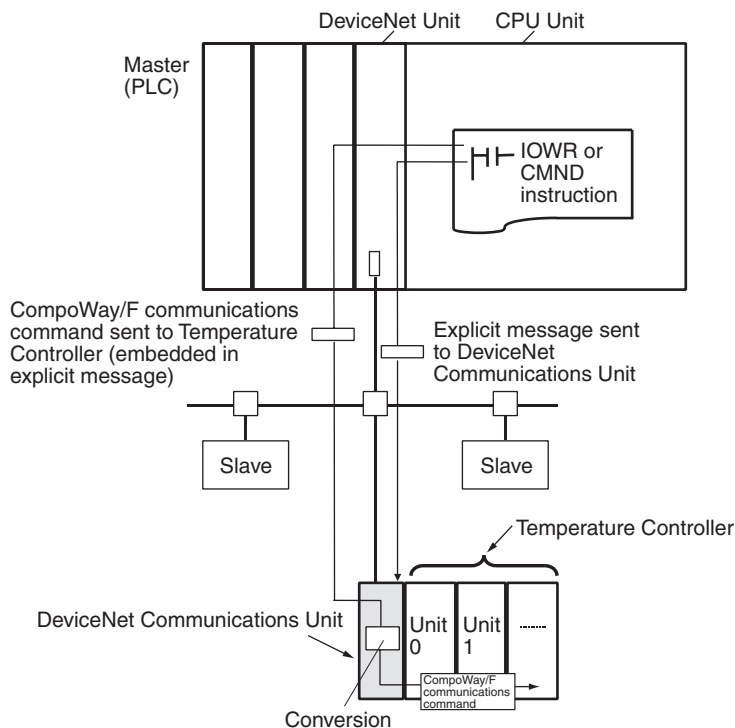 DeviceNet Unit
CPU Unit
Master
(PLC)
IOWR or
CMND
instruction
CompoWay/F communications
command sent to Temperature
Controller (embedded in
explicit message)
Explicit message sent
to DeviceNet
Communications Unit
Slave
Slave
Temperature Controller
DeviceNet Communications Unit
Unit
0
Unit
1
........
CompoWay/F
communications
command
Conversion